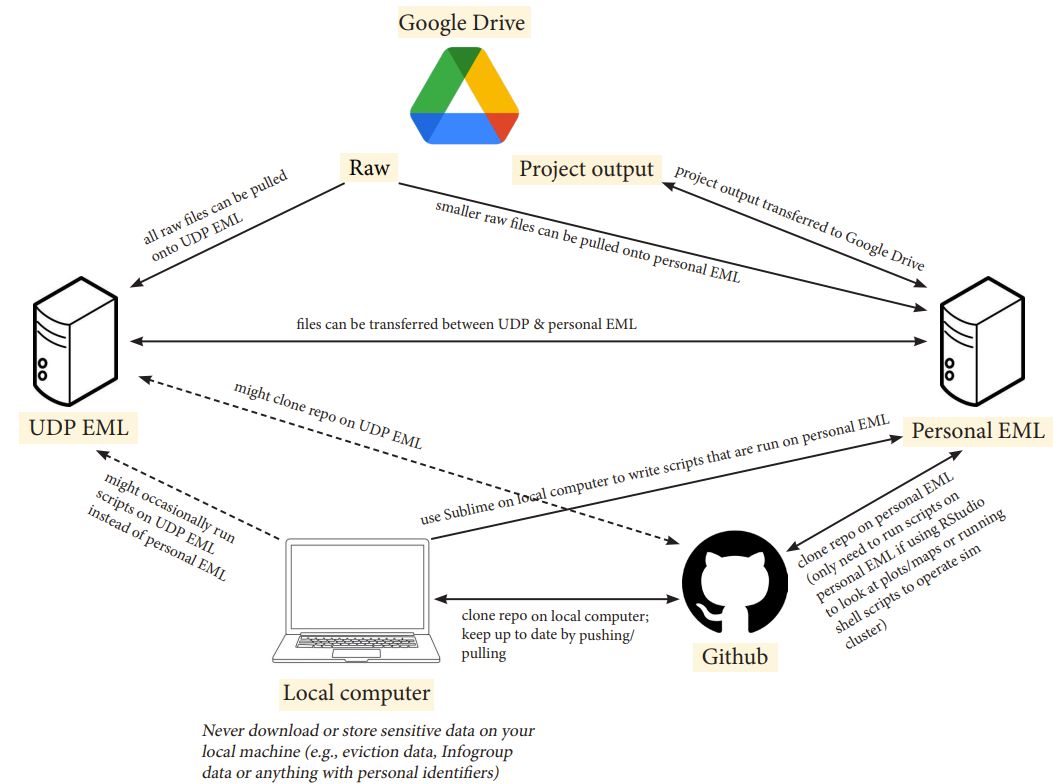 Google Drive
Raw
Project output
all raw files can be pulled
onto UDP EML
smaller raw files can be pulled onto personal EML
project output transferred to Google Drive
files can be transferred between UDP & personal EML
UDP EML
Personal EML
might clone repo on UDP EML
use Sublime on local computer to write scripts that are run on personal EML
might occasionally run
scripts on UDP EML
instead of personal EML
clone repo on personal EML
(only need to run scripts on
personal EML if using RStudio
to look at plots/maps or running
shell scripts to operate sim
cluster)
clone repo on local computer;
keep up to date by pushing/
pulling
Github
Local computer
Never download or store sensitive data on your
local machine (e.g., eviction data, Infogroup
data or anything with personal identifiers)